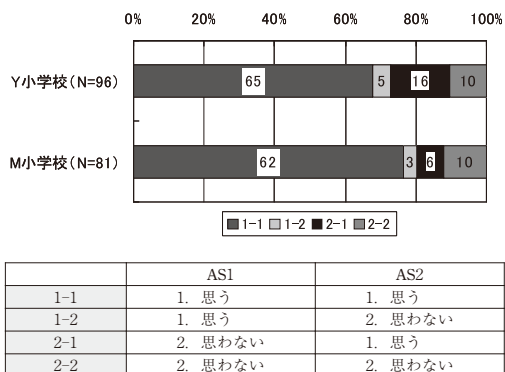 0% 20% 40% 60% 80% 100%
Y小学校(N=96) 65 5 16 10
M小学校(N=81) 62 3 6 10
1-1 1-2 2-1 2-2
AS1 AS2
1-1 1. 思う 1. 思う
1-2 1. 思う 2. 思わない
2-1 2. 思わない 1. 思う
2-2 2. 思わない 2. 思わない